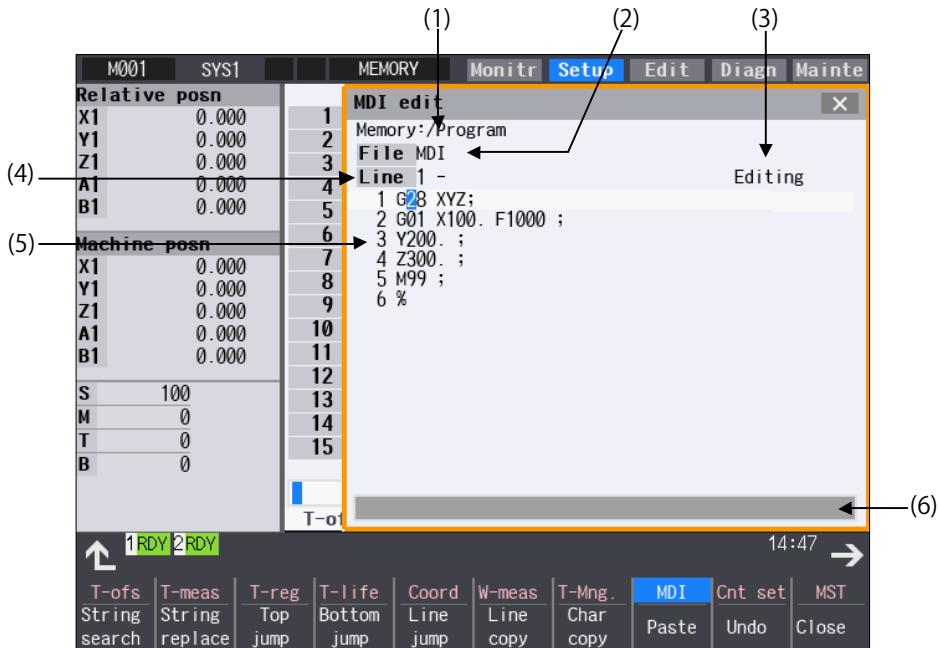 (1) (2) (3)
M001 SYS1 MEMORY Monitr Setup Edit Diagn Mainte
Relative posn
X1 0.000
Y1 0.000
Z1 0.000
A1 0.000
B1 0.000
Machine posn
X1 0.000
Y1 0.000
Z1 0.000
A1 0.000
B1 0.000
S 100
M 0
T 0
B 0
1
2
3
4
5
6
7
8
9
10
11
12
13
14
15
T-of
MDI edit
Memory:/Program
File MDI
Line 1 -
Editing
1 G28 XYZ;
2 G01 X100. F1000 ;
3 Y200. ;
4 Z300. ;
5 M99 ;
6 %
(4)
(5)
(6)
1 RDY 2 RDY 14:47
T-ofs T-meas T-reg T-life Coord W-meas T-Mng. MDI Cnt set MST
String search
String replace
Top jump
Bottom jump
Line jump
Line copy
Char copy
Paste
Undo
Close